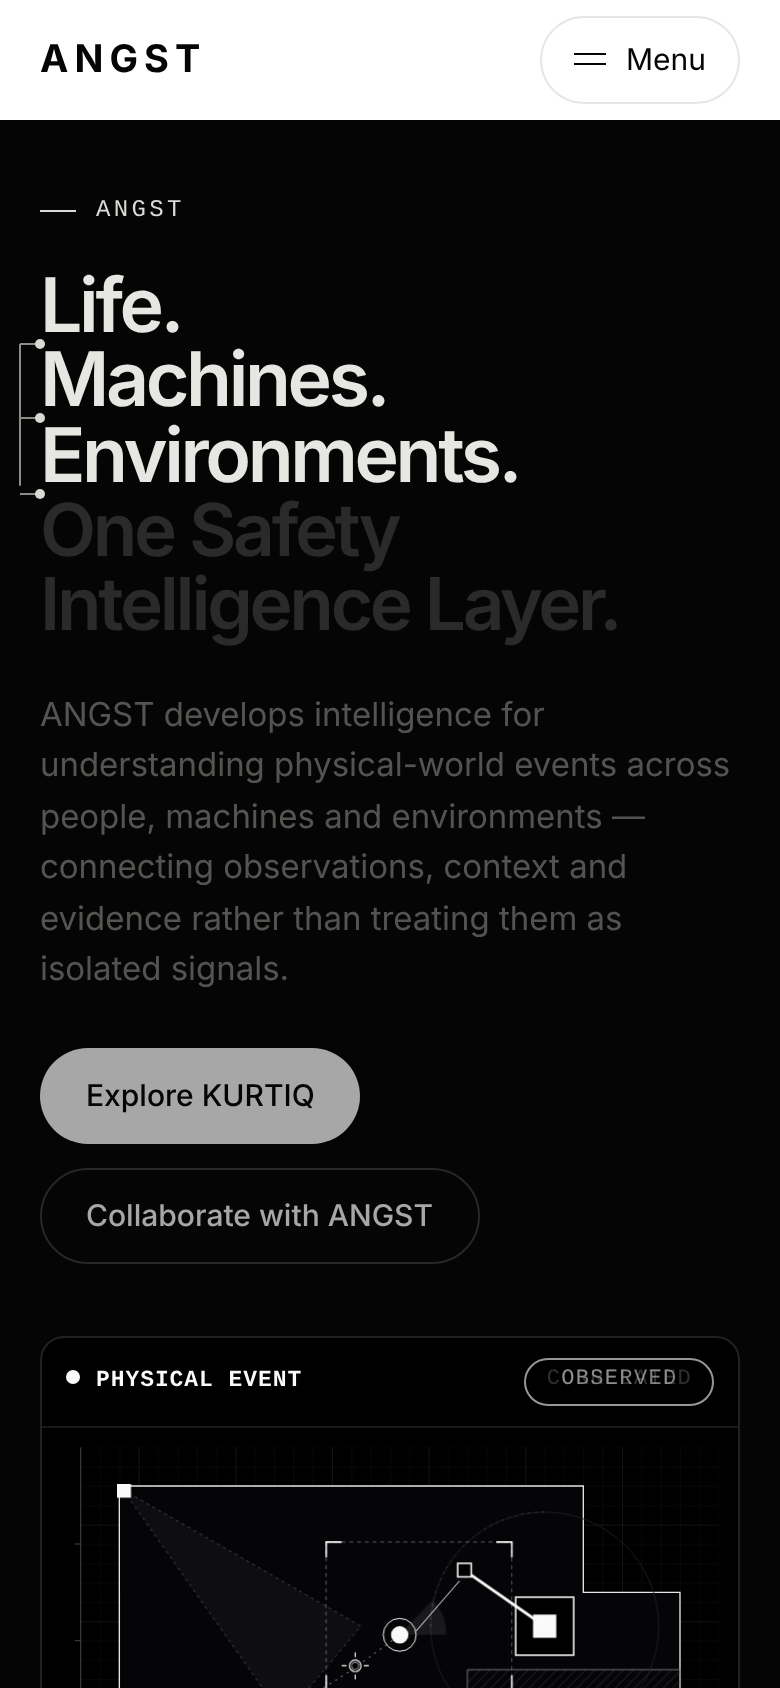 ANGST
Menu
ANGST
Life.
Machines.
Environments.
One Safety
Intelligence Layer.
ANGST develops intelligence for
understanding physical-world events across
people, machines and environments —
connecting observations, context and
evidence rather than treating them as
isolated signals.
Explore KURTIQ
Collaborate with ANGST
PHYSICAL EVENT
OBSERVED